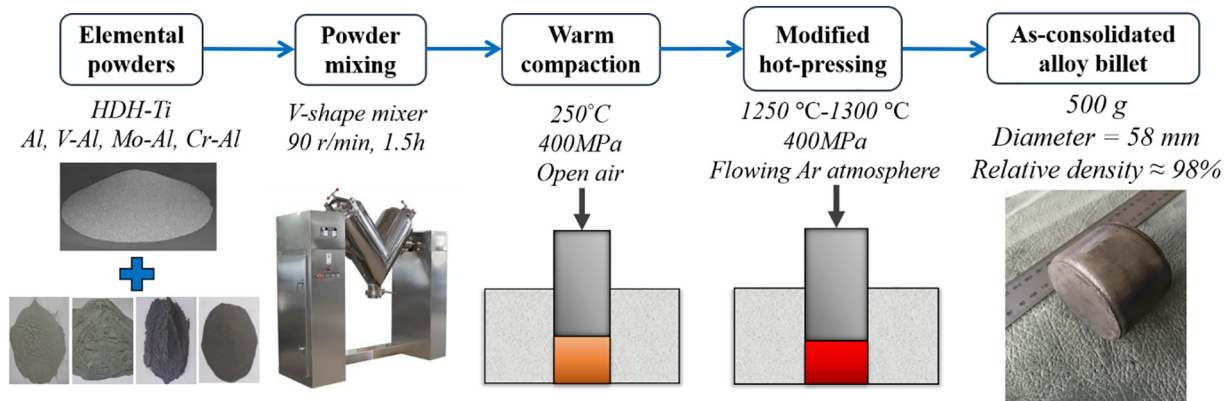 Elemental
powders
Powder
mixing
Warm
compaction
Modified
hot-pressing
As-consolidated
alloy billet
HDH-Ti
Al, V-Al, Mo-Al, Cr-Al
V-shape mixer
90 r/min, 1.5h
250°C
400MPa
Open air
1250 °C-1300 °C
400MPa
Flowing Ar atmosphere
500 g
Diameter = 58 mm
Relative density ≈ 98%